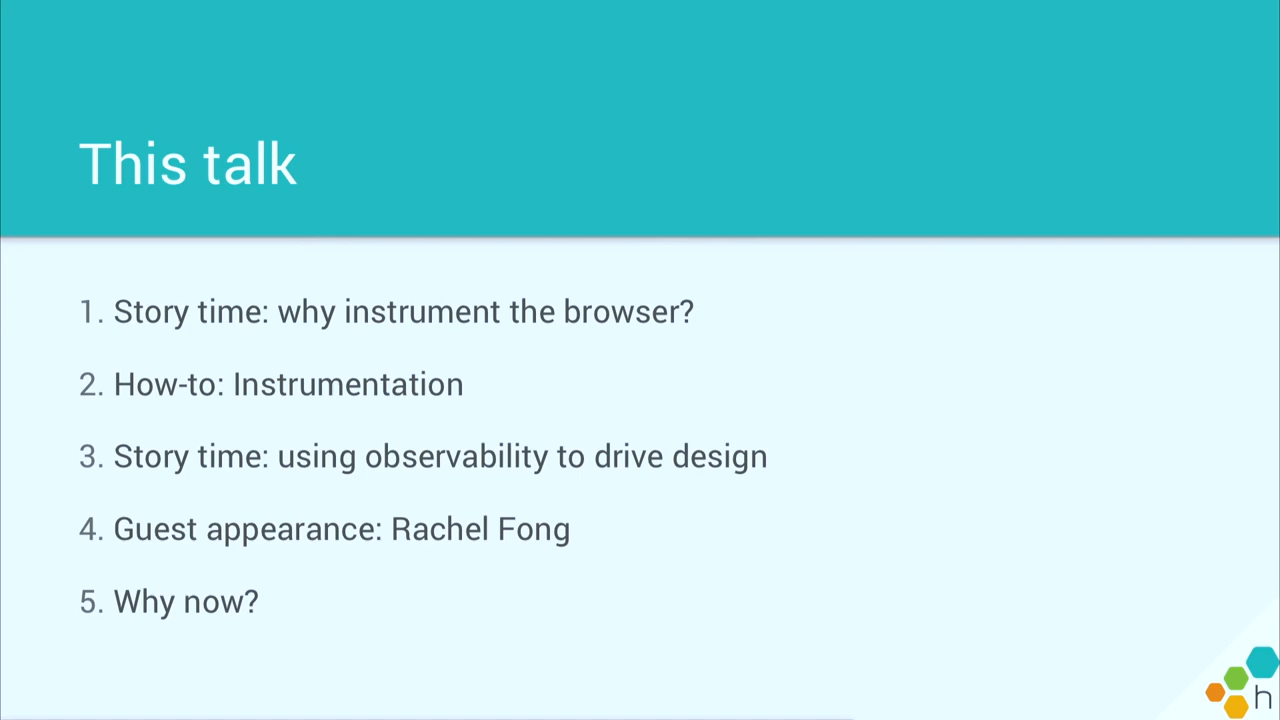 This talk
1. Story time: why instrument the browser?
2. How-to: Instrumentation
3. Story time: using observability to drive design
4. Guest appearance: Rachel Fong
5. Why now?
h